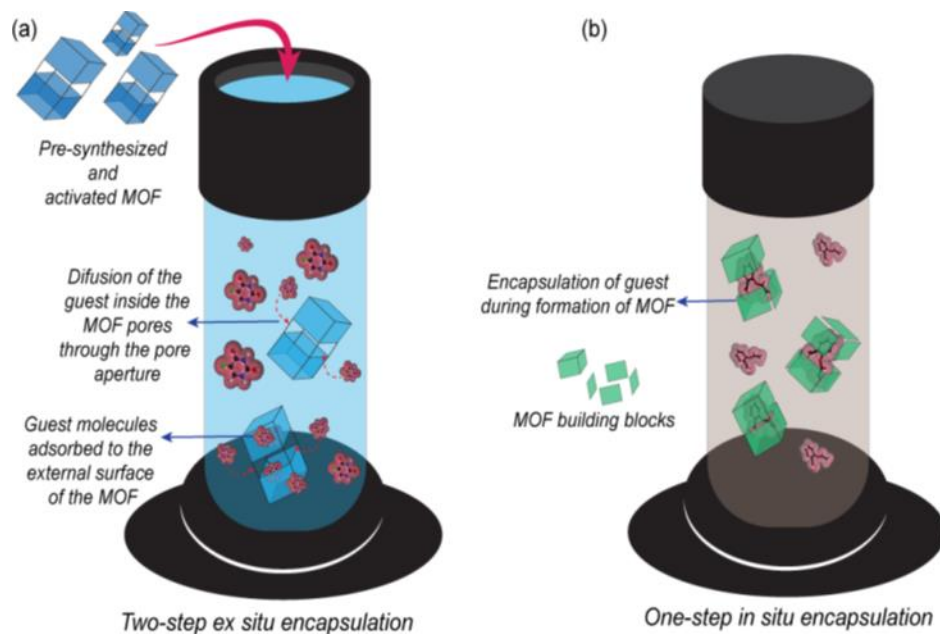 (a)
Pre-synthesized
and
activated MOF
Difusion of the
guest inside the
MOF pores
through the pore
aperture
Guest molecules
adsorbed to the
external surface
of the MOF
Two-step ex situ encapsulation
(b)
Encapsulation of guest
during formation of MOF
MOF building blocks
One-step in situ encapsulation